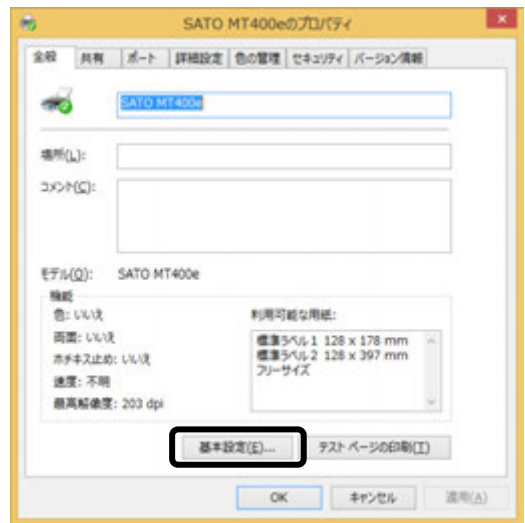 SATO MT400eのプロパティ
全般 共有 ポート 詳細設定 色の管理 セキュリティ バージョン情報
SATO MT400e
場所(L):
コメント(C):
モデル(O): SATO MT400e
機能
色: いいえ
両面: いいえ
ホチキス止め: いいえ
速度: 不明
最高解像度: 203 dpi
利用可能な用紙:
標準ラベル1 128 x 178 mm
標準ラベル2 128 x 397 mm
フリーサイズ
基本設定(E)... テスト ページの印刷(T)
OK キャンセル 適用(A)